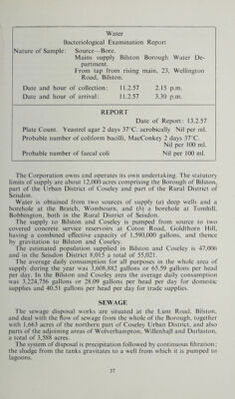 Water
Bacteriological Examination Report
Nature of Sample: Source—Bore.
Mains supply Bilston Borough Water De-
partment.
From tap from rising main, 23, Wellington
Road, Bilston.
Date and hour of collection: 11.2.57 2.15 p.m.
Date and hour of arrival: 11.2.57 3.30 p.m.
REPORT
Date of Report: 13.2.57
Plate Count. Yeastrel agar 2 days 37°C. aerobically Nil per ml.
Probable number of coliform bacilli, MacConkey 2 days 37°C.
Nil per 100 ml.
Probable number of faecal coli Nil per 100 ml.
The Corporation owns and operates its own undertaking. The statutory
limits of supply are about 12,000 acres comprising the Borough of Bilston,
part of the Urban District of Coseley and part of the Rural District of
Seisdon.
Water is obtained from two sources of supply (a) deep wells and a
borehole at the Bratch, Wombourn, and (b) a borehole at Tomhill,
Bobbington, both in the Rural District of Seisdon.
The supply to Bilston and Coseley is pumped from source to two
covered concrete service reservoirs at Coton Road, Goldthorn Hill,
having a combined effective capacity of 1,590,000 gallons, and thence
by gravitation to Bilston and Coseley.
The estimated population supplied in Bilston and Coseley is 47,006
and in the Seisdon District 8,015 a total of 55,021.
The average daily consumption for all purposes in the whole area of
supply during the year was 3,608,882 gallons or 65.59 gallons per head
per day. In the Bilston and Coseley area the average daily consumption
was 3,224,756 gallons or 28.09 gallons per head per day for domestic
supplies and 40.51 gallons per head per day for trade supplies.
SEWAGE
The sewage disposal works are situated at the Lunt Road, Bilston,
and deal with the flow of sewage from the whole of the Borough, together
with 1,663 acres of the northern part of Coseley Urban District, and also
parts of the adjoining areas of Wolverhampton, Willenhall and Darlaston,
a total of 3,588 acres.
The system of disposal is precipitation followed by continuous filtration;
the sludge from the tanks gravitates to a well from which it is pumped to
lagoons.
37